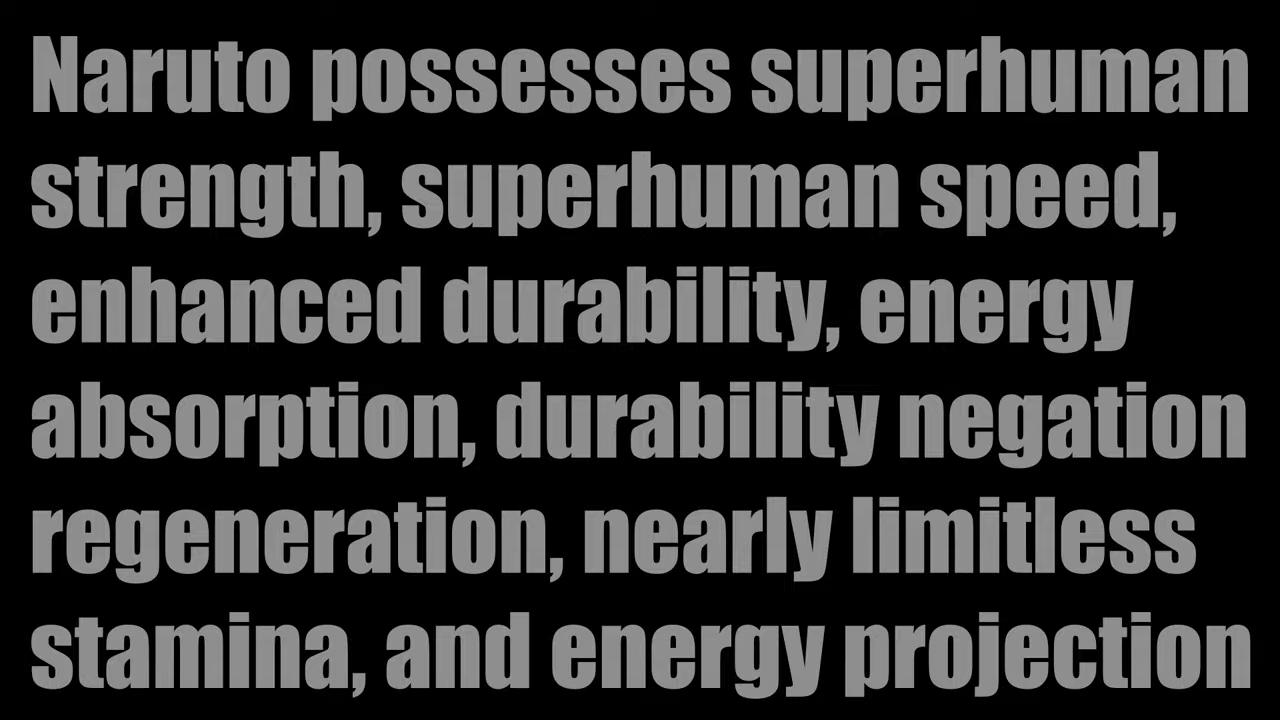 Naruto possesses superhuman
strength, superhuman speed,
enhanced durability, energy
absorption, durability negation
regeneration, nearly limitless
stamina, and energy projection